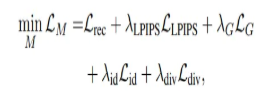 min_M ℒ_M = ℒ_rec + λ_LPIPS ℒ_LPIPS + λ_G ℒ_G
+ λ_id ℒ_id + λ_div ℒ_div,